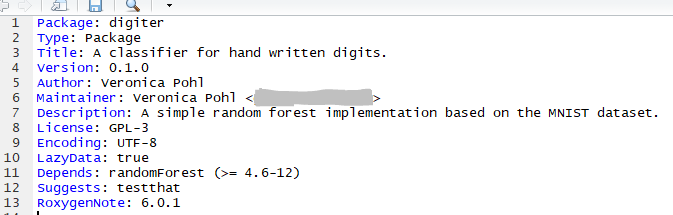 1 Package: digiter
2 Type: Package
3 Title: A classifier for hand written digits.
4 Version: 0.1.0
5 Author: Veronica Pohl
6 Maintainer: Veronica Pohl < >
7 Description: A simple random forest implementation based on the MNIST dataset.
8 License: GPL-3
9 Encoding: UTF-8
10 LazyData: true
11 Depends: randomForest (>= 4.6-12)
12 Suggests: testthat
13 RoxygenNote: 6.0.1